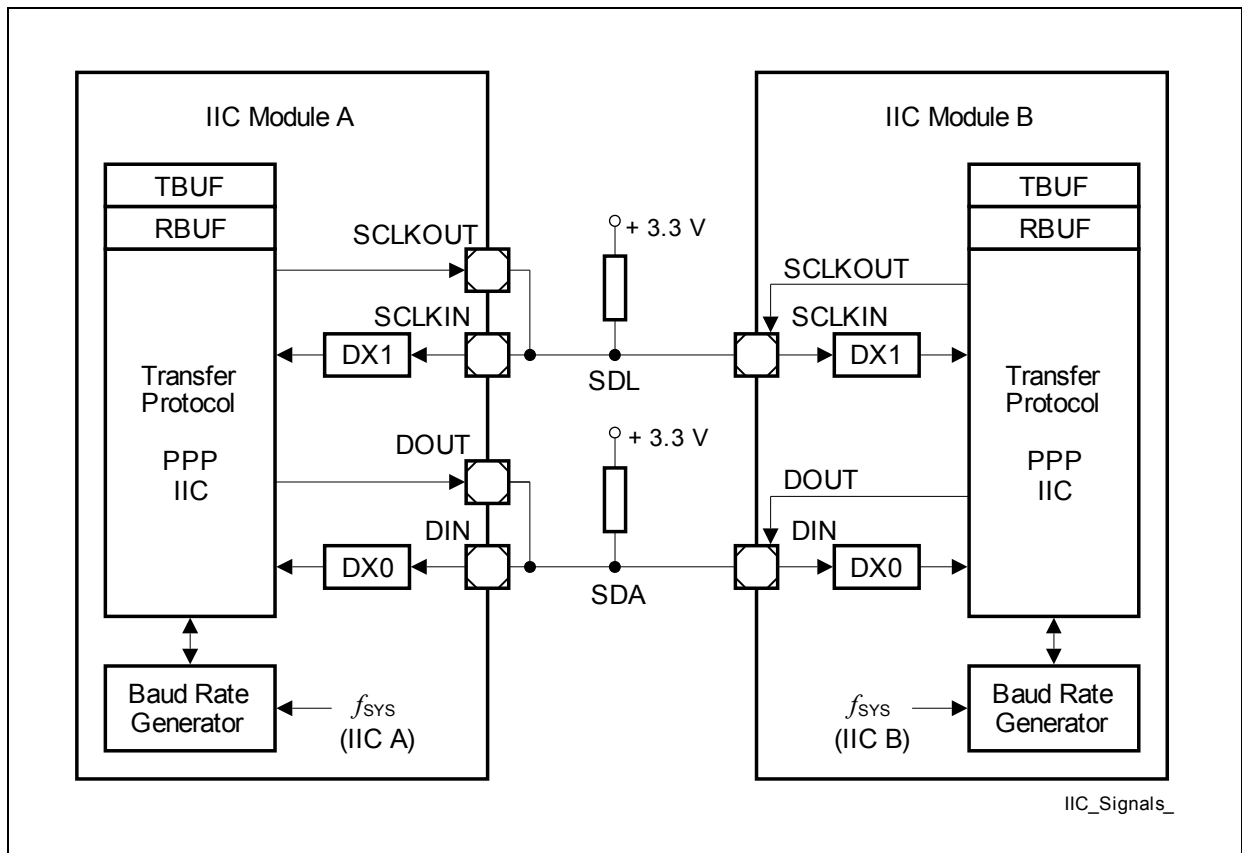 IIC Module A
TBUF
RBUF
SCLKOUT
SCLKIN
DX1
Transfer
Protocol
PPP
IIC
DOUT
DIN
DX0
Baud Rate
Generator
fSYS
(IIC A)
+ 3.3 V
SDL
+ 3.3 V
SDA
IIC Module B
TBUF
RBUF
SCLKOUT
SCLKIN
DX1
Transfer
Protocol
PPP
IIC
DOUT
DIN
DX0
fSYS
(IIC B)
Baud Rate
Generator
IIC_Signals_